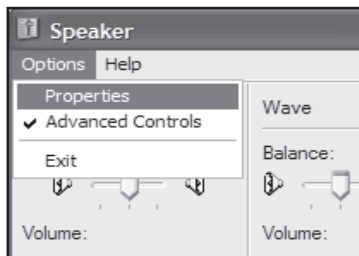 Speaker
Options Help
Properties
Advanced Controls
Exit
Wave
Balance:
Volume:
Volume: